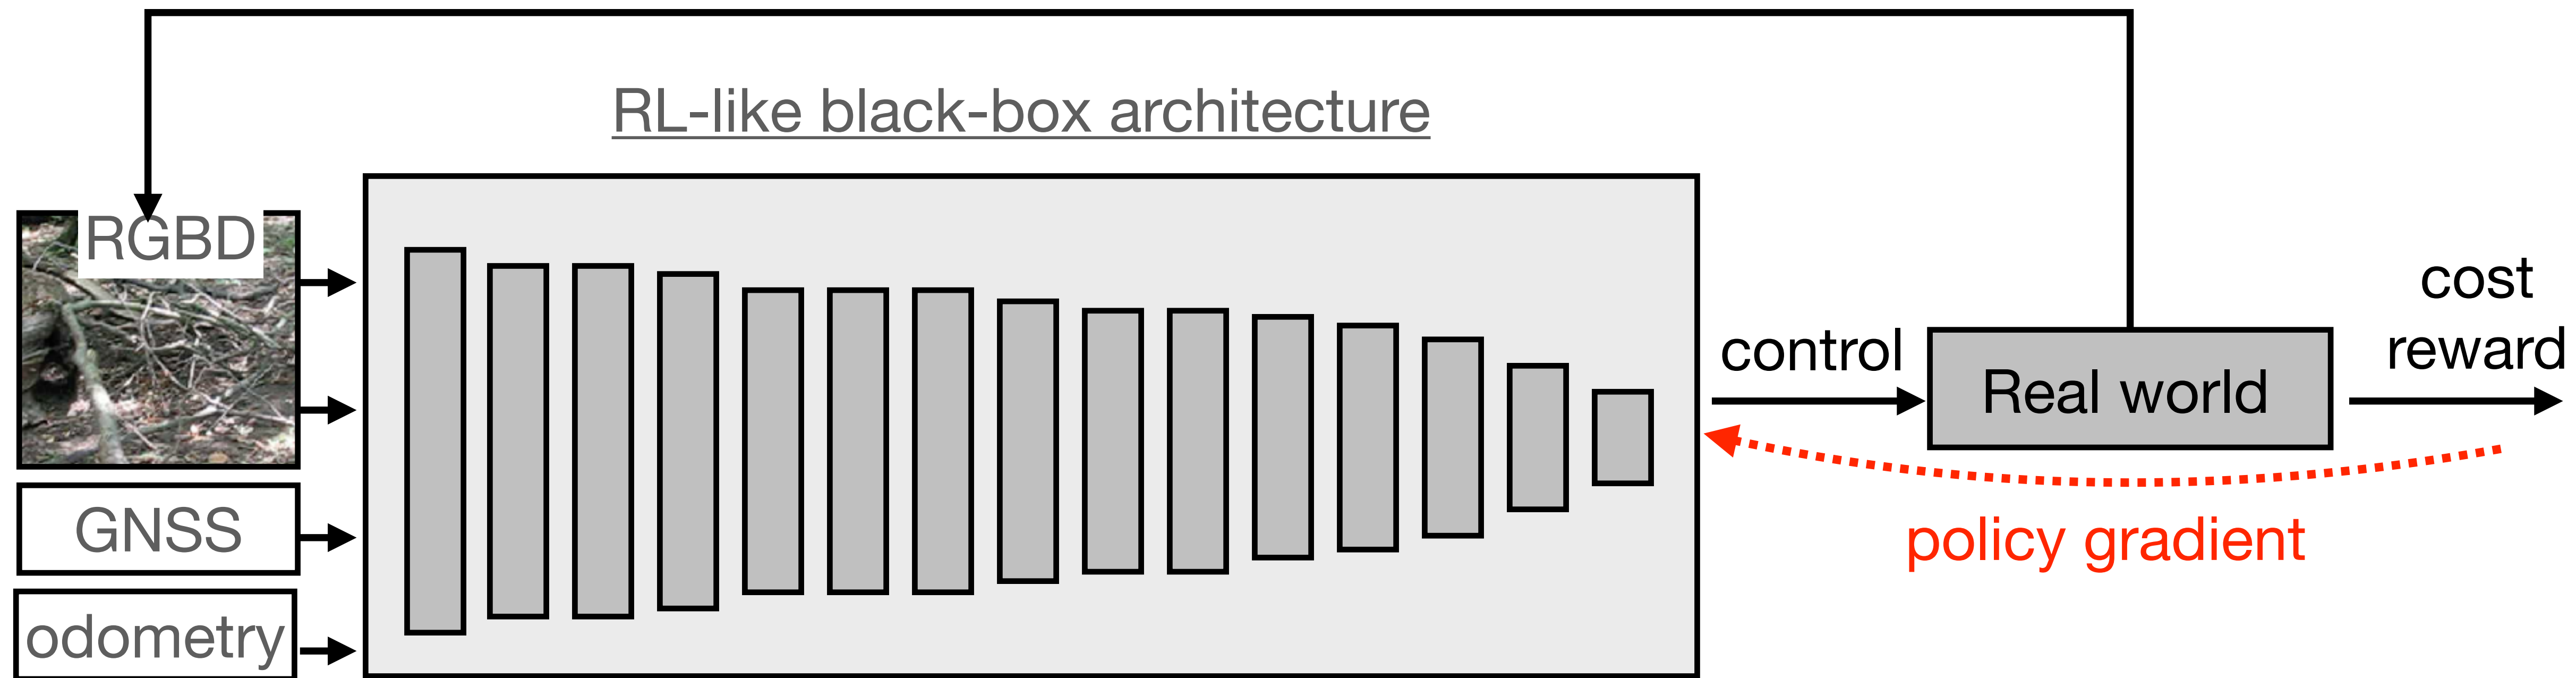 RL-like black-box architecture
RGBD
GNSS
odometry
control
Real world
cost
reward
policy gradient